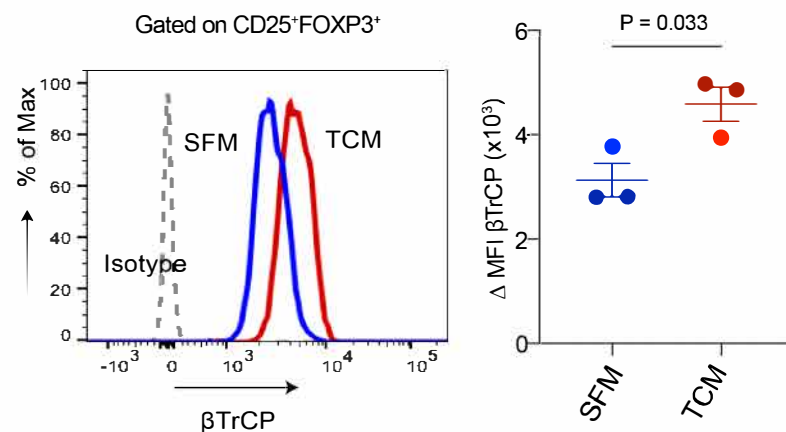 Gated on CD25⁺FOXP3⁺
% of Max
100
80
60
40
20
0
SFM
TCM
Isotype
-10³
0
10³
10⁴
10⁵
βTrCP
P = 0.033
Δ MFI βTrCP (x10³)
6
4
2
0
SFM
TCM